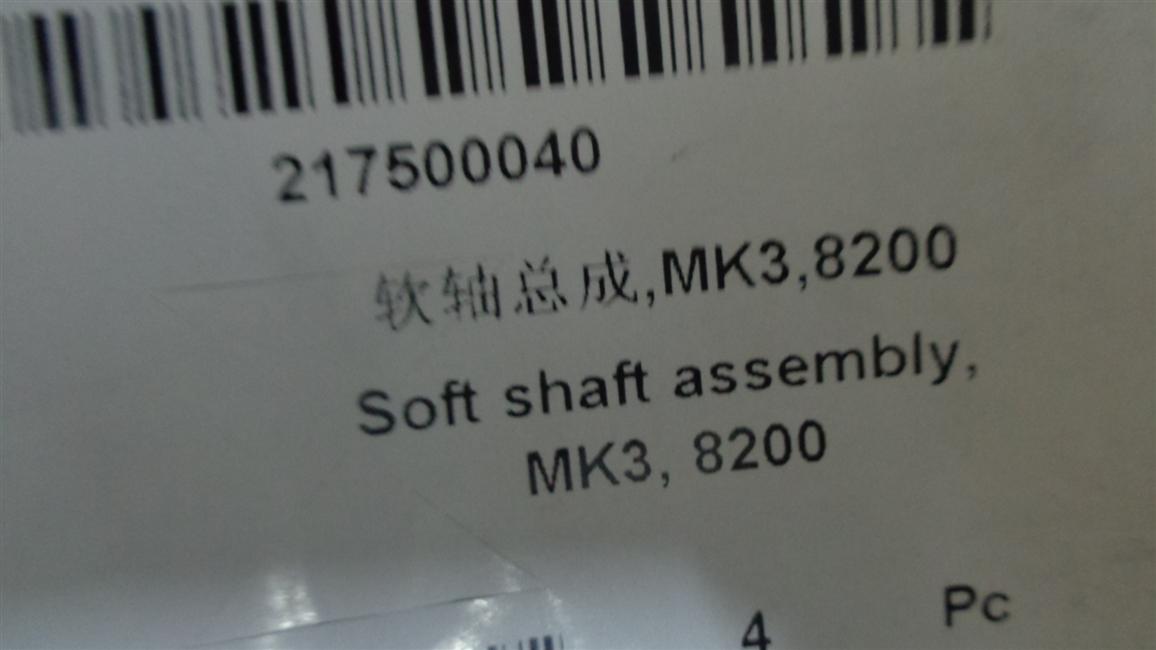 217500040
软轴总成,MK3,8200
Soft shaft assembly,
MK3, 8200
4 Pc